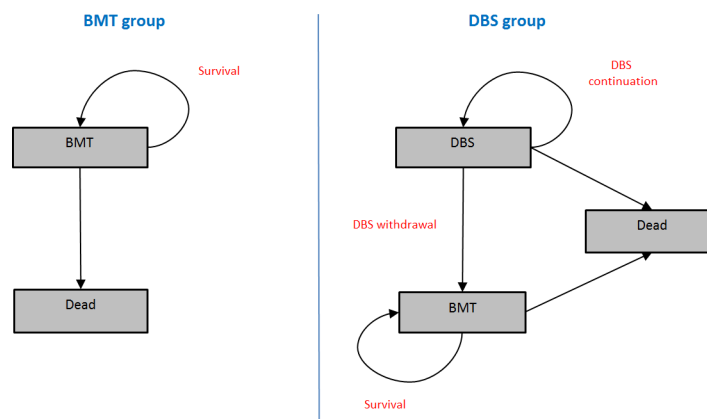 BMT group
Survival
BMT
Dead
DBS group
DBS
continuation
DBS
Dead
DBS withdrawal
BMT
Survival